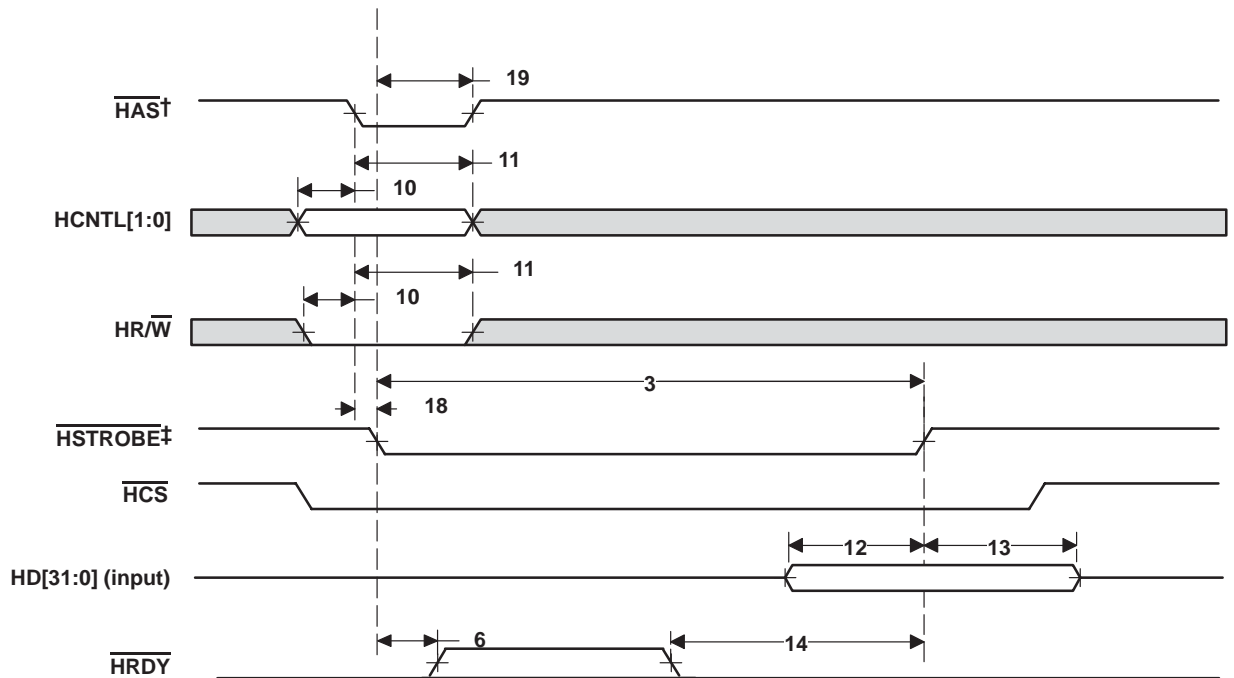 19
HAS†
11
10
HCNTL[1:0]
11
10
HR/W
3
18
HSTROBE‡
HCS
12 13
HD[31:0] (input)
6 14
HRDY